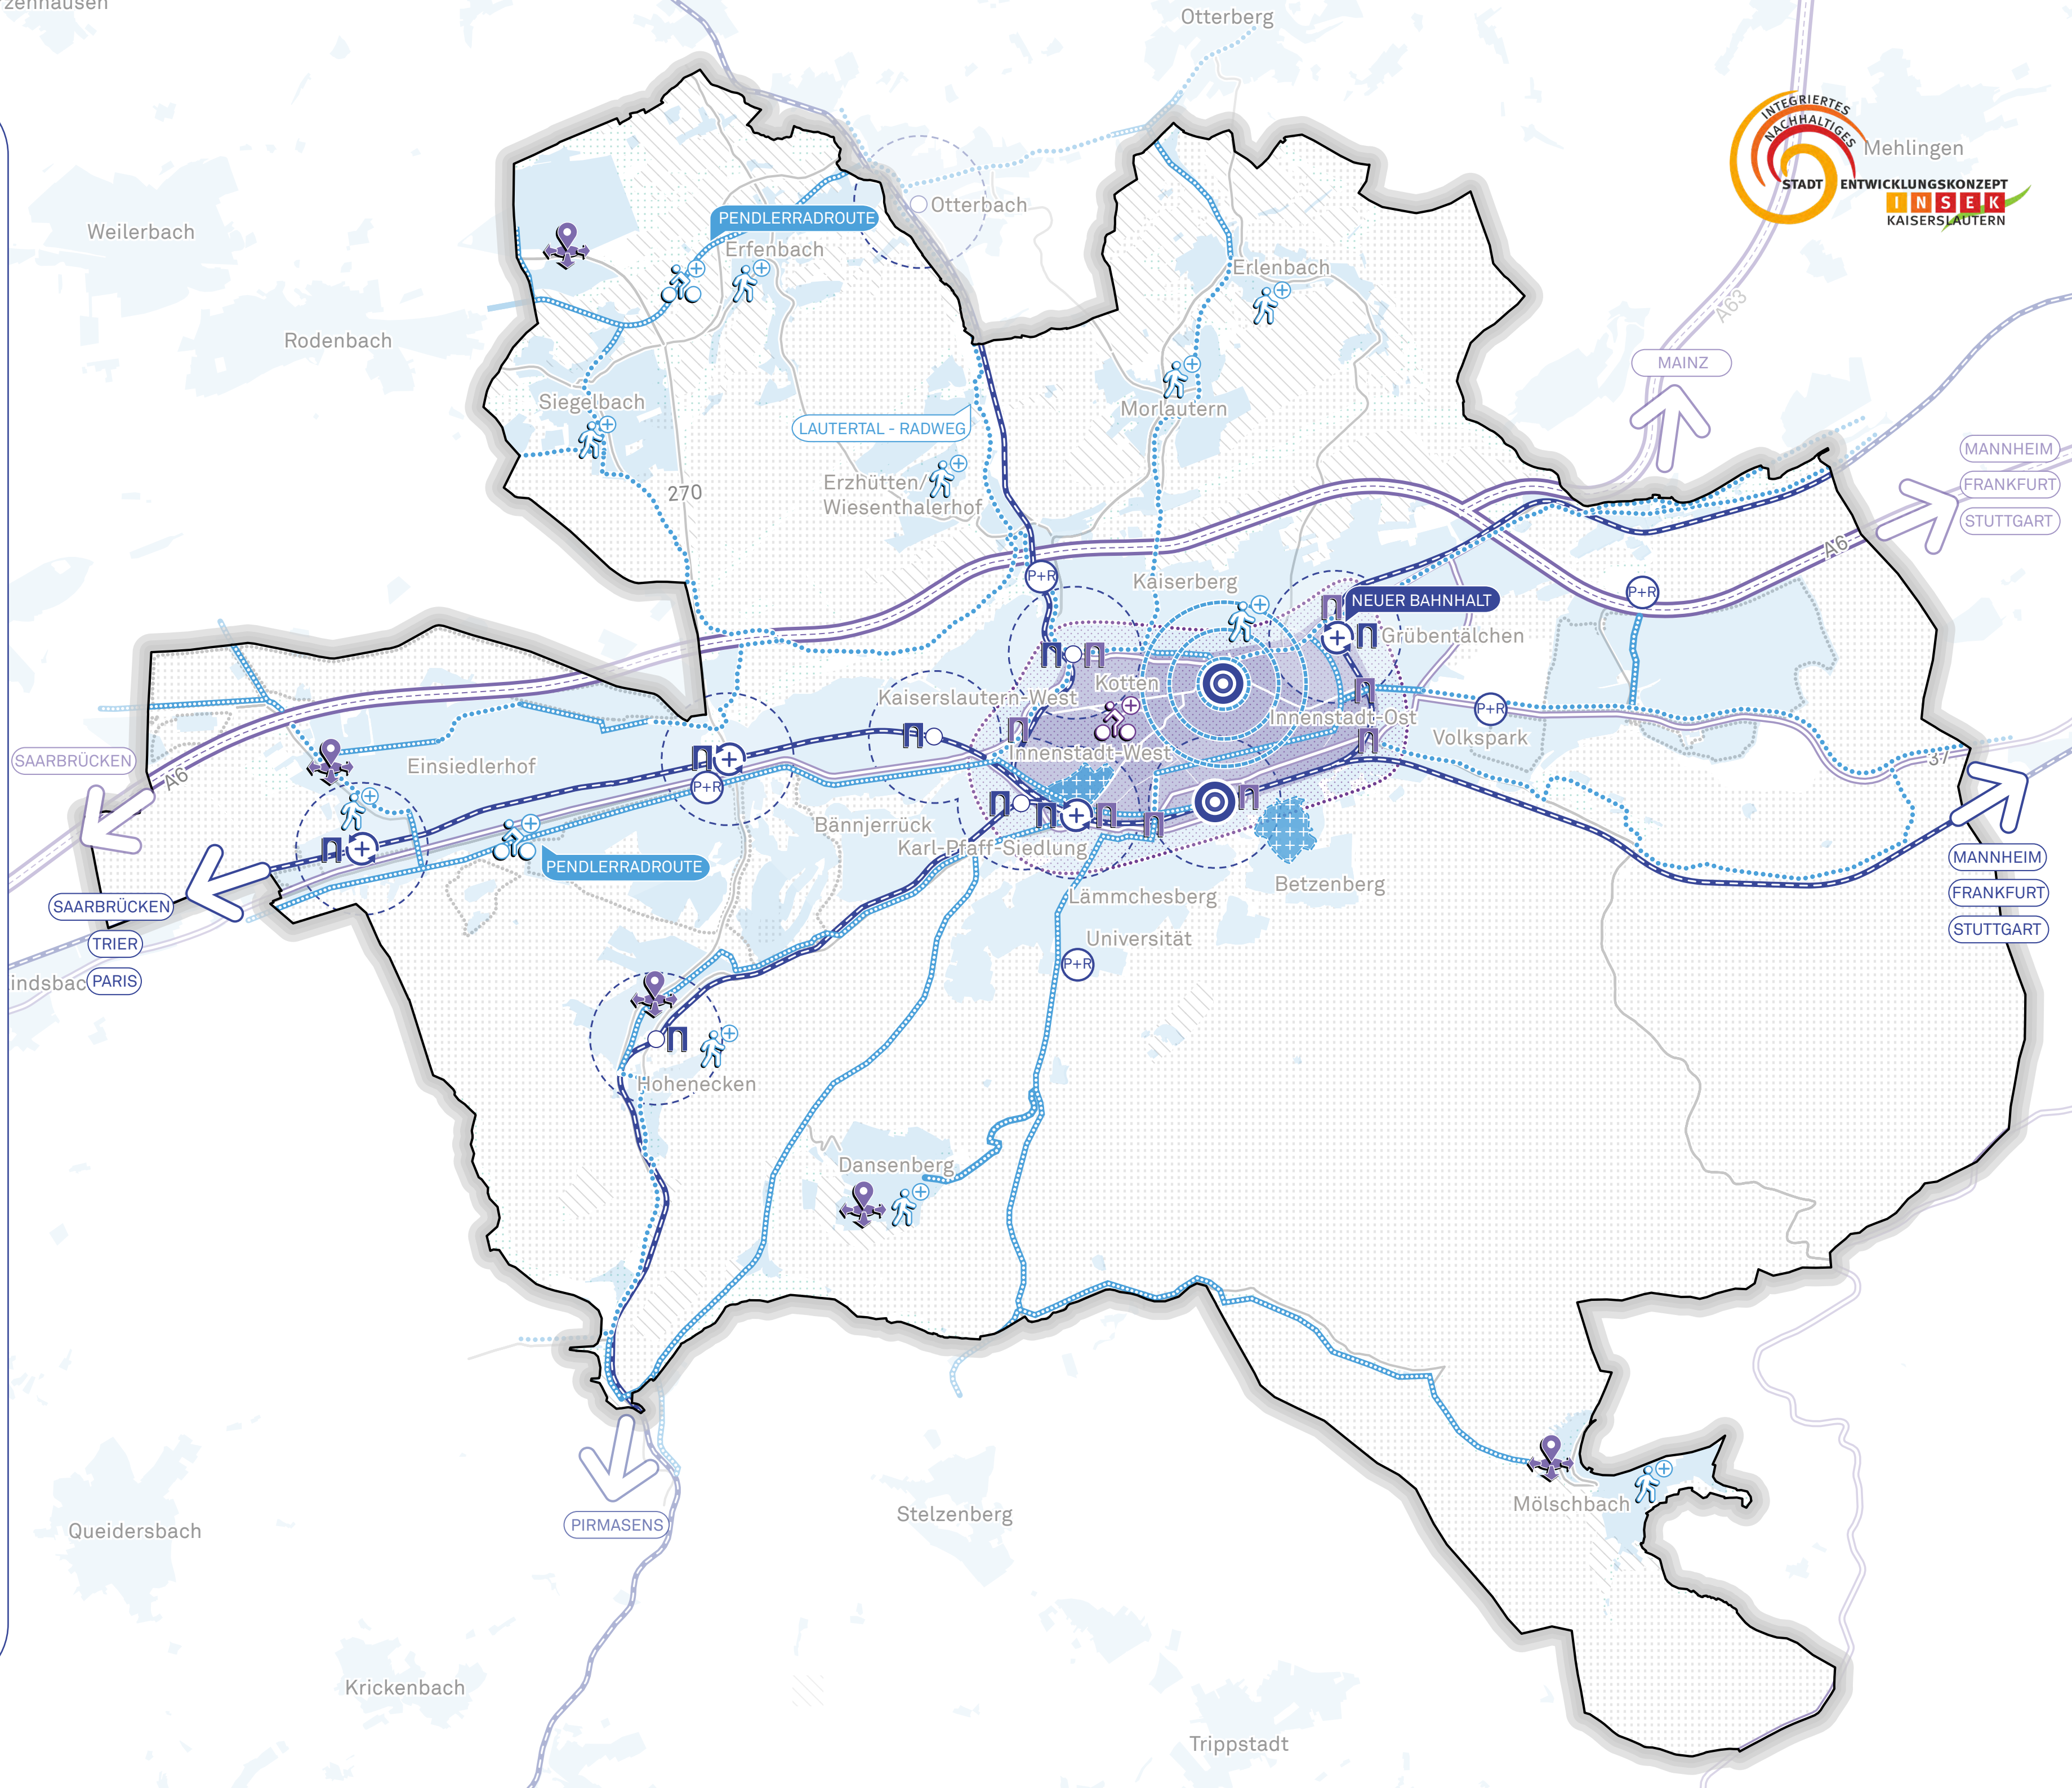 rzenhausen
Otterberg
INTEGRIERTES
NACHHALTIGES
STADT ENTWICKLUNGSKONZEPT
INSEK
KAISERSLAUTERN
Mehlingen
Weilerbach
Otterbach
PENDLERRADROUTE
Erfenbach
Erlenbach
A63
Rodenbach
MAINZ
Siegelbach
Morlautern
LAUTERTAL - RADWEG
MANNHEIM
FRANKFURT
STUTTGART
Erzhütten/
Wiesenthalerhof
270
A6
P+R
Kaiserberg
P+R
NEUER BAHNHALT
Grübentälchen
Kotten
Kaiserslautern-West
P+R
Innenstadt-Ost
Volkspark
Innenstadt-West
SAARBRÜCKEN
A6
Einsiedlerhof
P+R
37
Bännjerrück
Karl-Pfaff-Siedlung
PENDLERRADROUTE
MANNHEIM
FRANKFURT
STUTTGART
Betzenberg
Lämmchesberg
SAARBRÜCKEN
TRIER
PARIS
indsbac
Universität
P+R
Hohenecken
Dansenberg
Mölschbach
Stelzenberg
PIRMASENS
Queidersbach
Krickenbach
Trippstadt